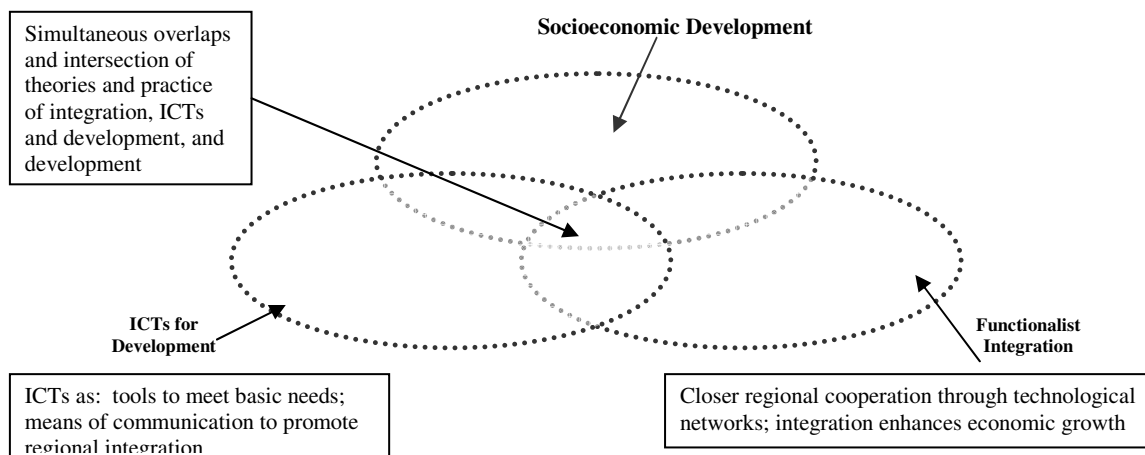 Simultaneous overlaps
and intersection of
theories and practice
of integration, ICTs
and development, and
development
Socioeconomic Development
ICTs for
Development
Functionalist
Integration
ICTs as: tools to meet basic needs;
means of communication to promote
regional integration
Closer regional cooperation through technological
networks; integration enhances economic growth